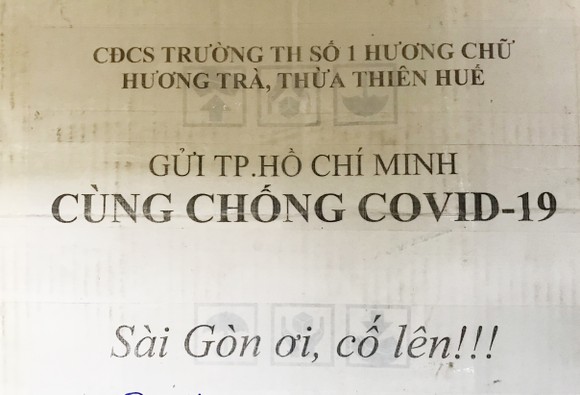 CĐCS TRƯỜNG TH SỐ 1 HƯƠNG CHỮ
HƯƠNG TRÀ, THỪA THIÊN HUẾ
GỬI TP.HỒ CHÍ MINH
CÙNG CHỐNG COVID-19
Sài Gòn ơi, cố lên!!!